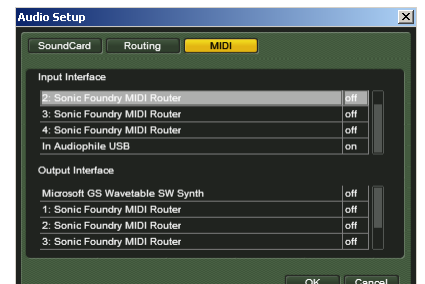 Audio Setup
SoundCard Routing MIDI
Input Interface
2: Sonic Foundry MIDI Router off
3: Sonic Foundry MIDI Router off
4: Sonic Foundry MIDI Router off
In Audiophile USB on
Output Interface
Microsoft GS Wavetable SW Synth off
1: Sonic Foundry MIDI Router off
2: Sonic Foundry MIDI Router off
3: Sonic Foundry MIDI Router off
OK Cancel